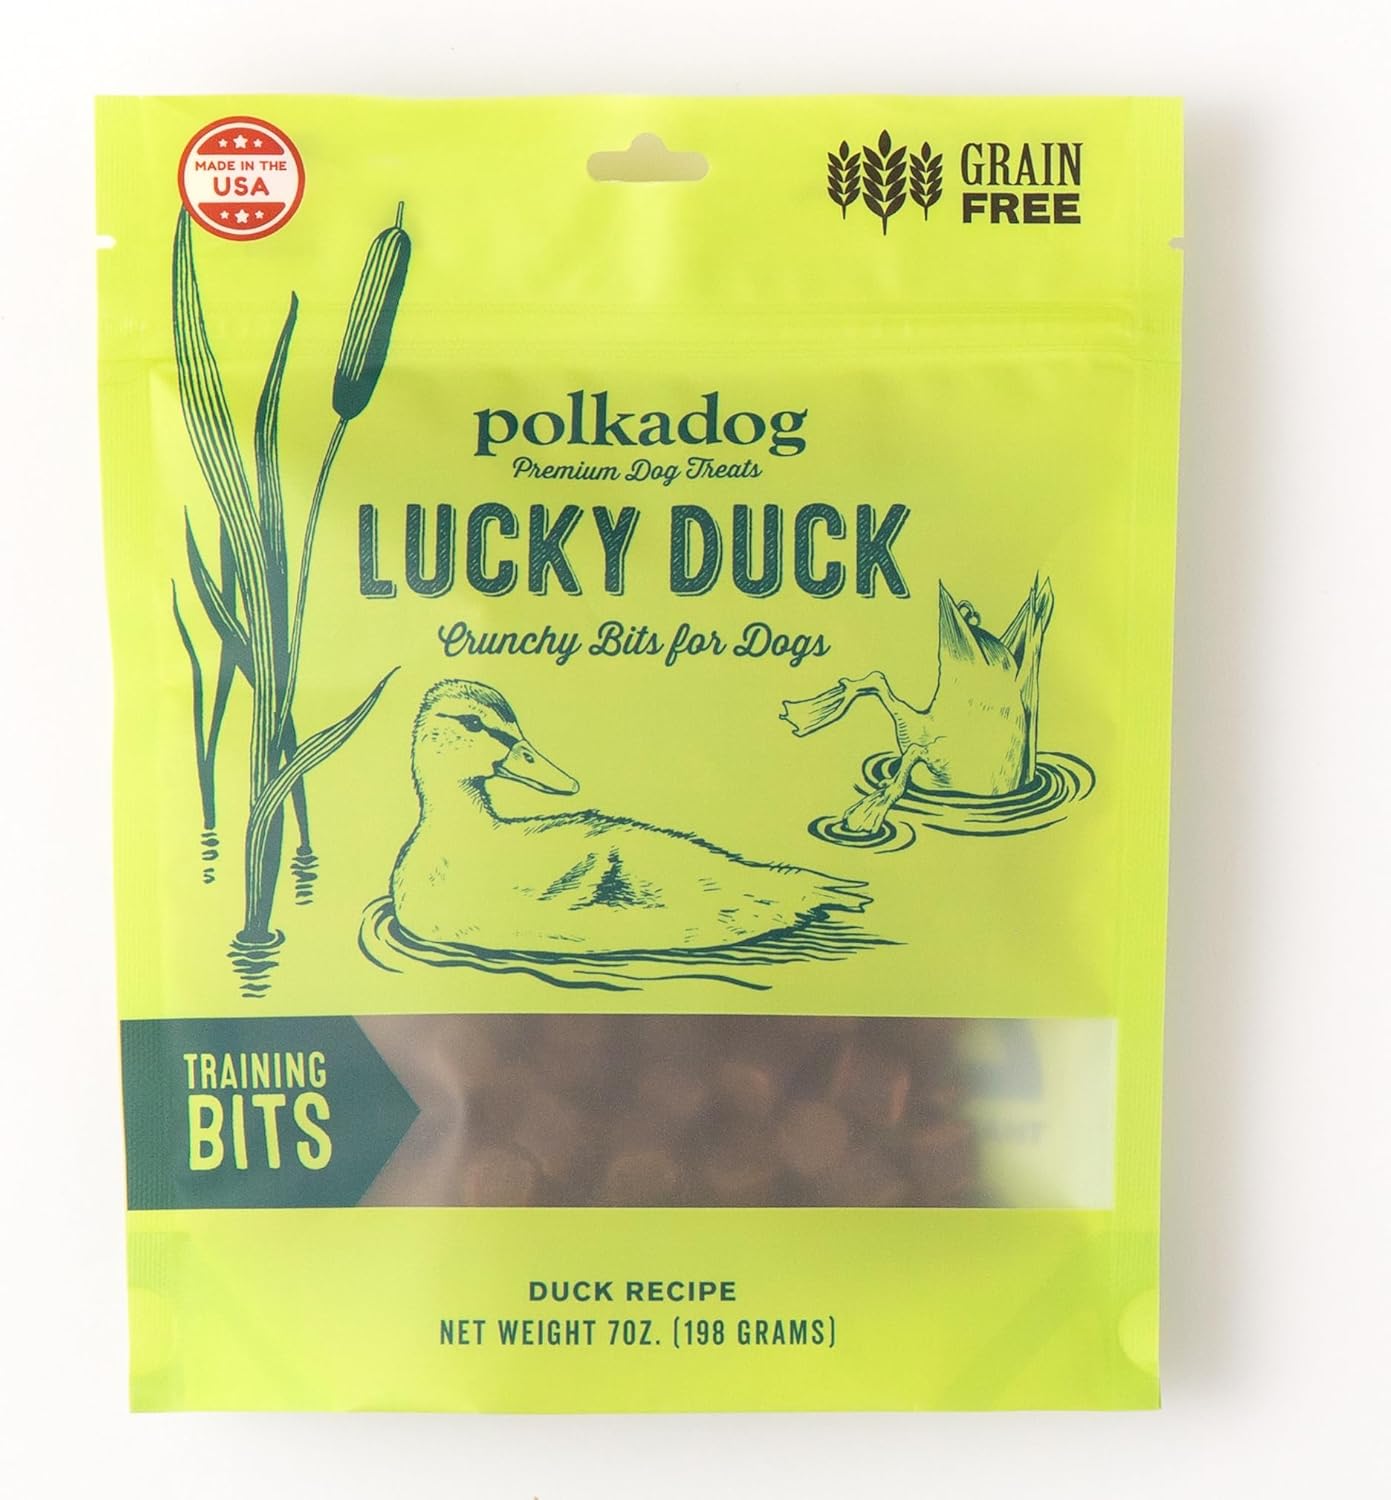 MADE IN THE
USA
GRAIN
FREE
polkadog
Premium Dog Treats
LUCKY DUCK
Crunchy Bits for Dogs
TRAINING
BITS
DUCK RECIPE
NET WEIGHT 7OZ. (198 GRAMS)